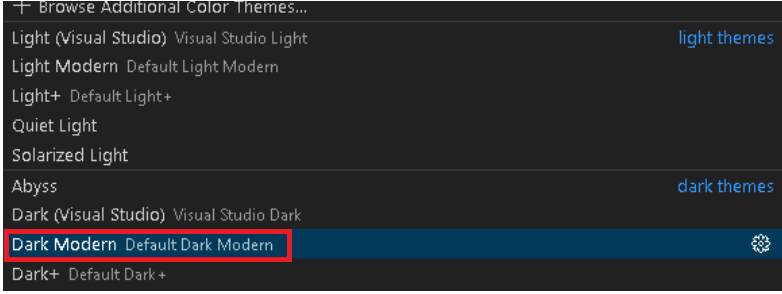 + Browse Additional Color Themes...
Light (Visual Studio) Visual Studio Light light themes
Light Modern Default Light Modern
Light+ Default Light+
Quiet Light
Solarized Light
Abyss dark themes
Dark (Visual Studio) Visual Studio Dark
Dark Modern Default Dark Modern
Dark+ Default Dark+